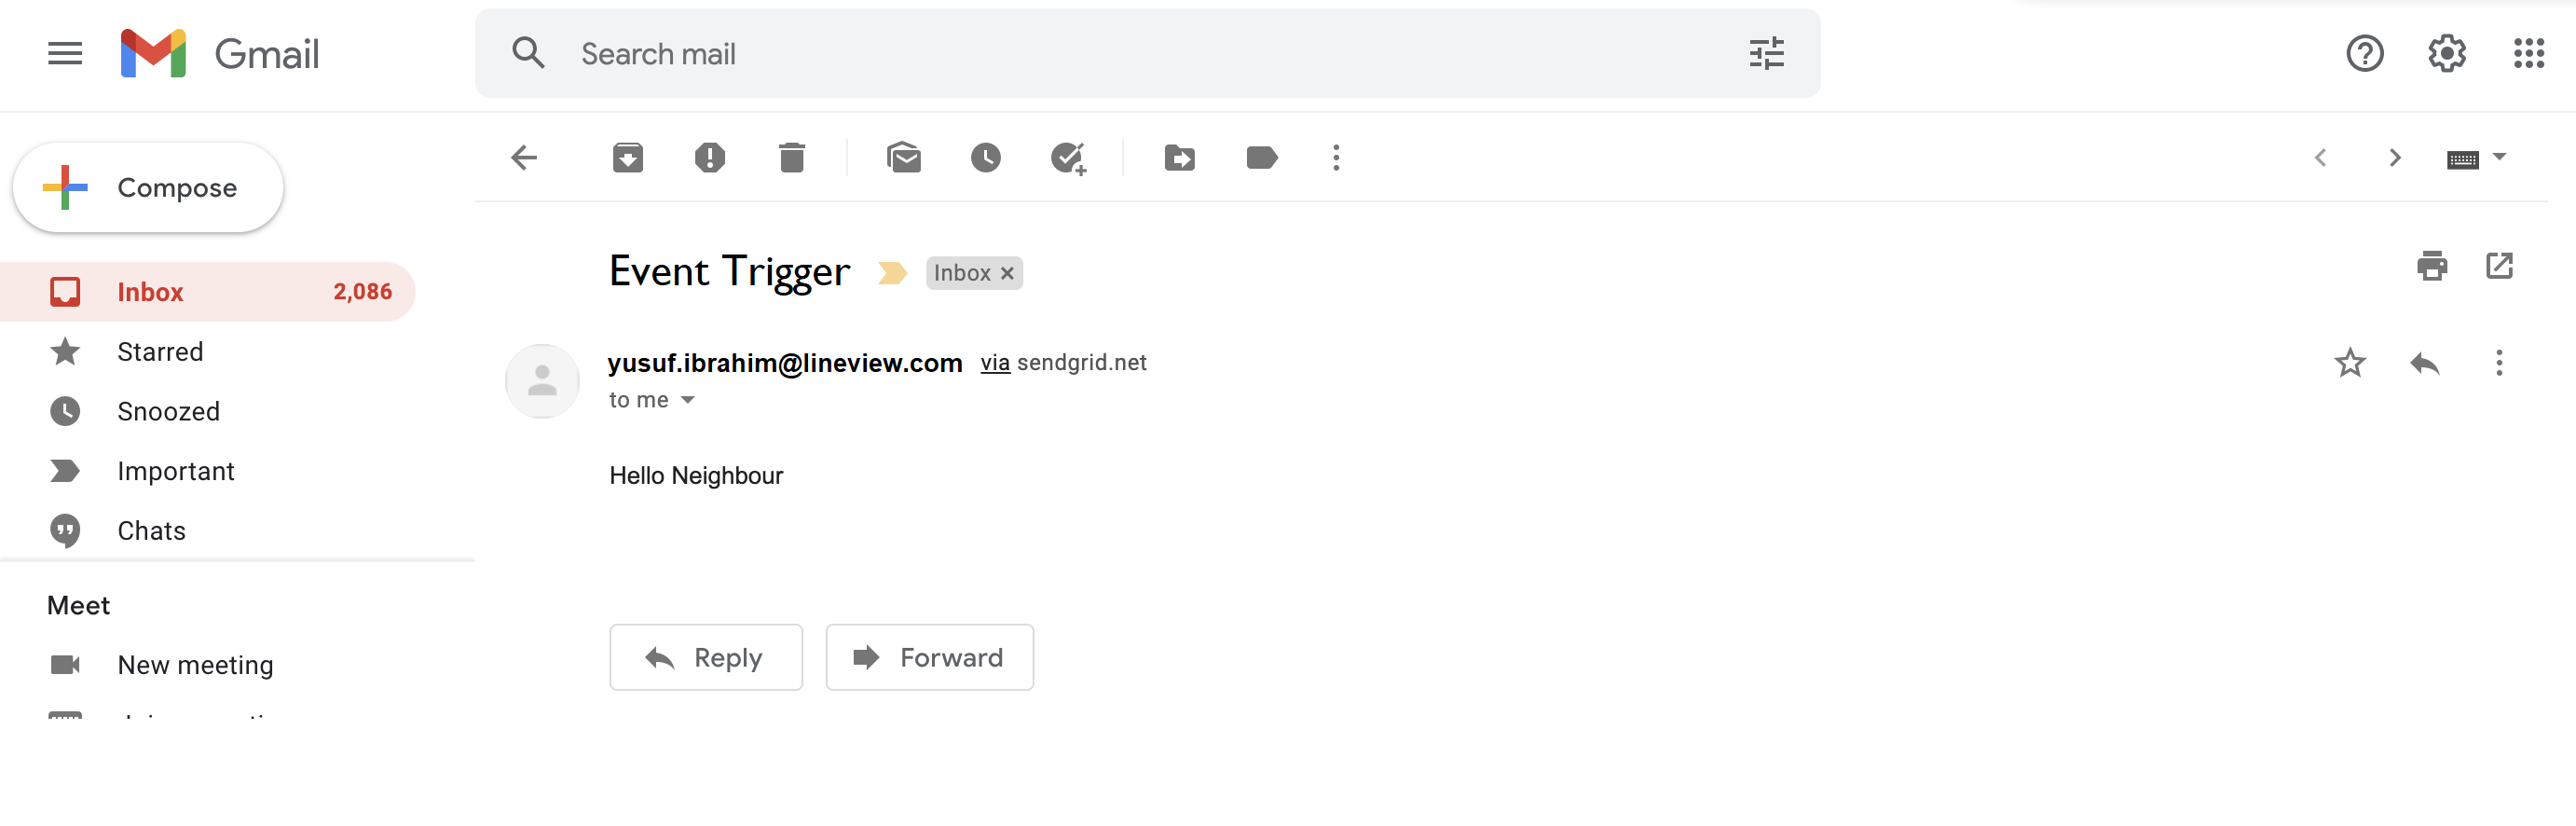 Gmail
Search mail
Compose
Inbox 2,086
Starred
Snoozed
Important
Chats
Meet
New meeting
Event Trigger Inbox ×
yusuf.ibrahim@lineview.com via sendgrid.net
to me
Hello Neighbour
Reply Forward